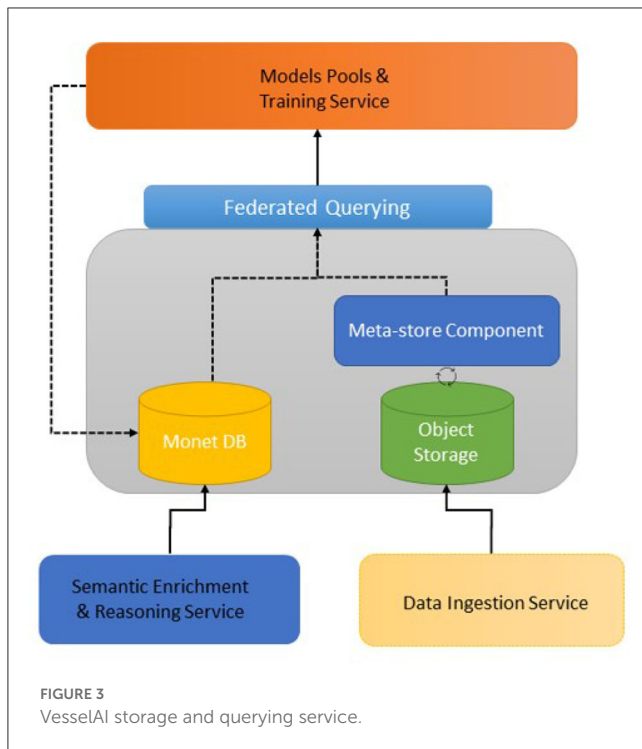 Models Pools &
Training Service
Federated Querying
Meta-store Component
Monet DB
Object
Storage
Semantic Enrichment
& Reasoning Service
Data Ingestion Service
FIGURE 3
VesselAI storage and querying service.